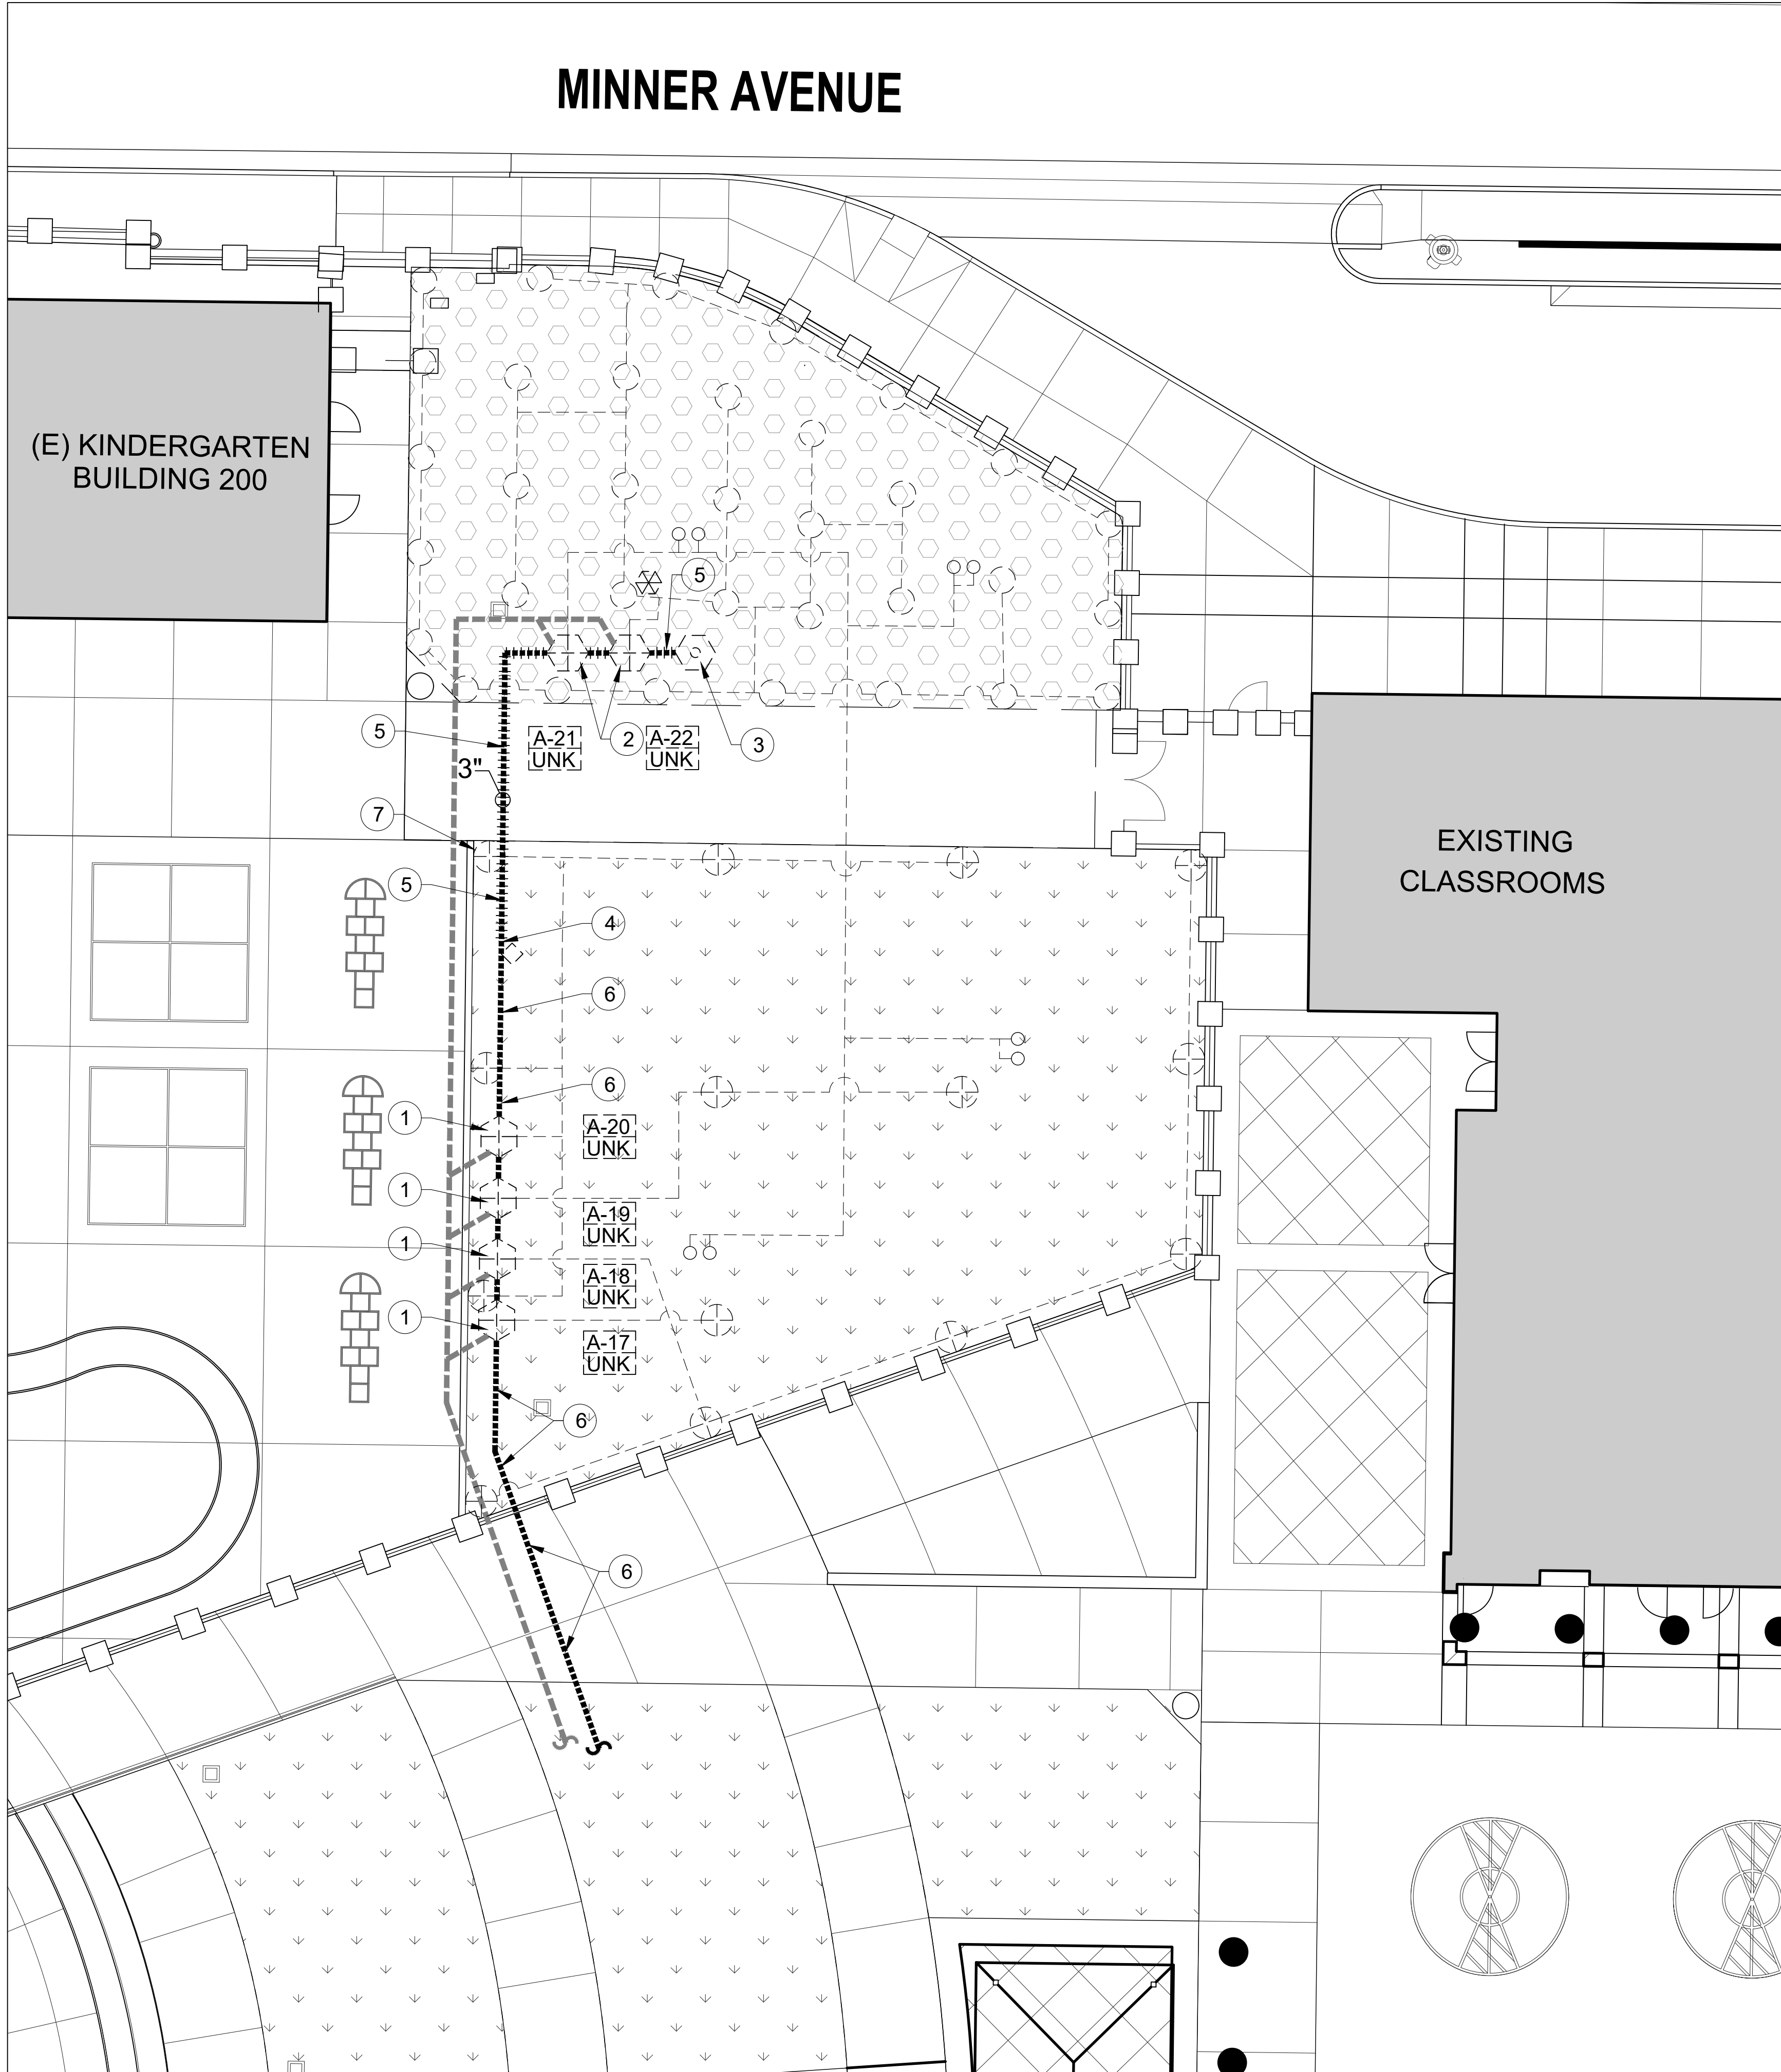 MINNER AVENUE
(E) KINDERGARTEN
BUILDING 200
5
5
A-21
UNK
2
A-22
UNK
3
3"
7
EXISTING
CLASSROOMS
5
4
6
6
1
A-20
UNK
1
A-19
UNK
1
A-18
UNK
1
A-17
UNK
6
6